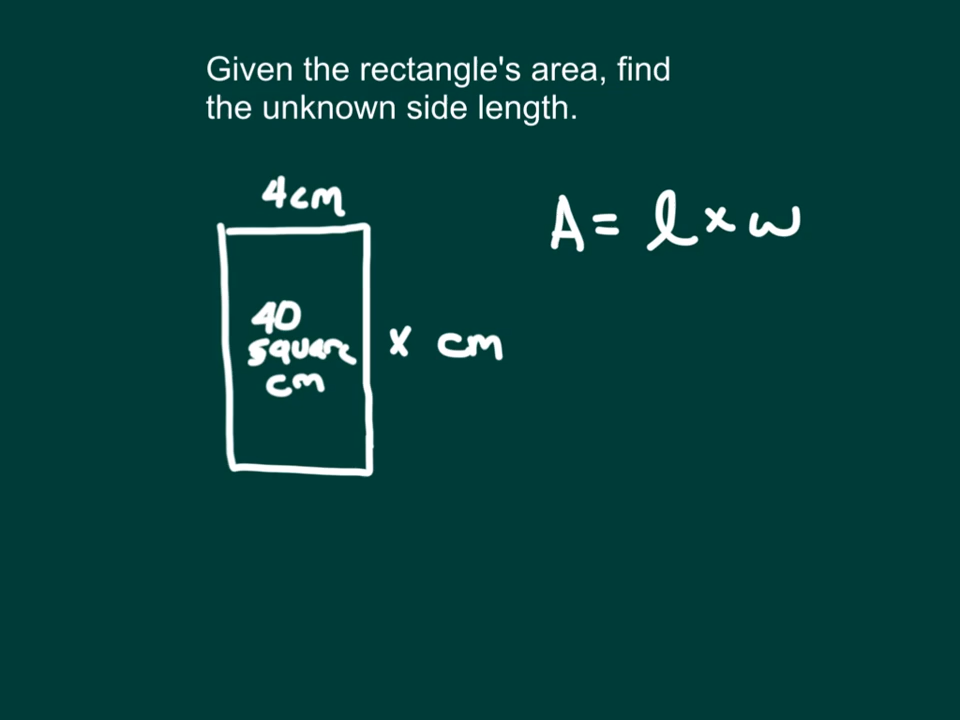 Given the rectangle's area, find
the unknown side length.
4cm
A = l × w
40
square
cm
x cm